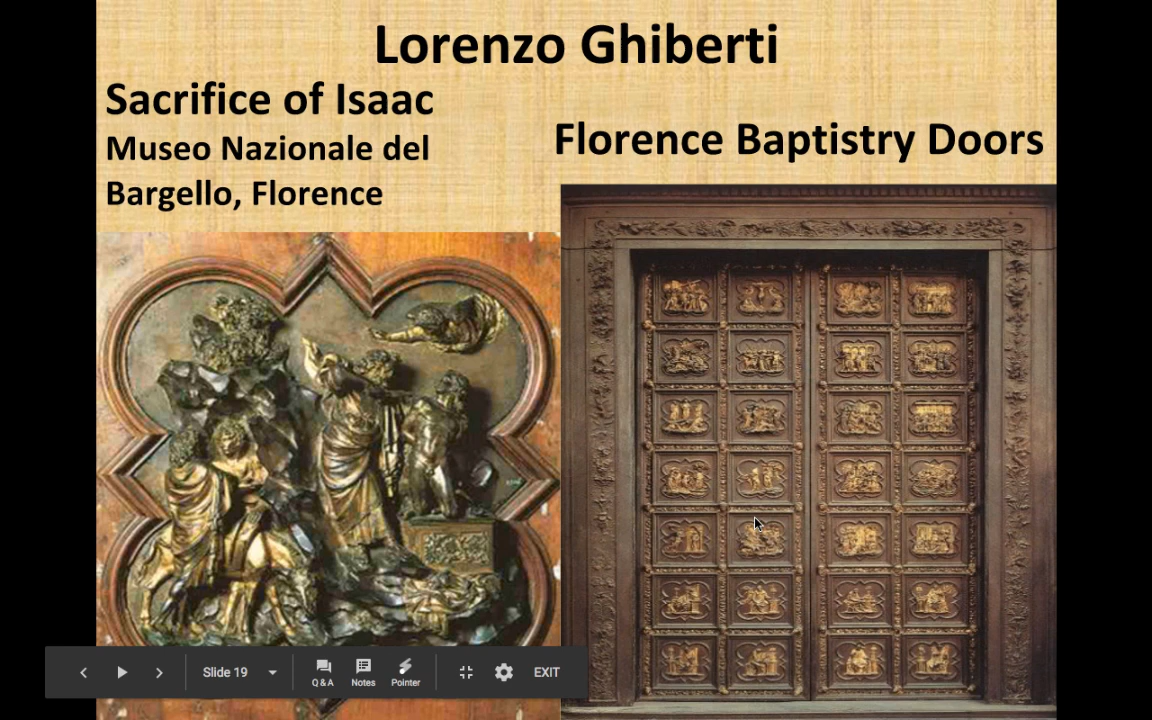 Lorenzo Ghiberti
Sacrifice of Isaac
Museo Nazionale del
Bargello, Florence
Florence Baptistry Doors
Slide 19
Q & A
Notes
Pointer
EXIT